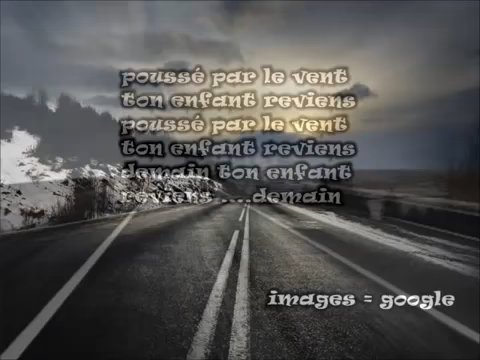 poussé par le vent
ton enfant reviens
poussé par le vent
ton enfant reviens
demain ton enfant
reviens ....demain
images = google